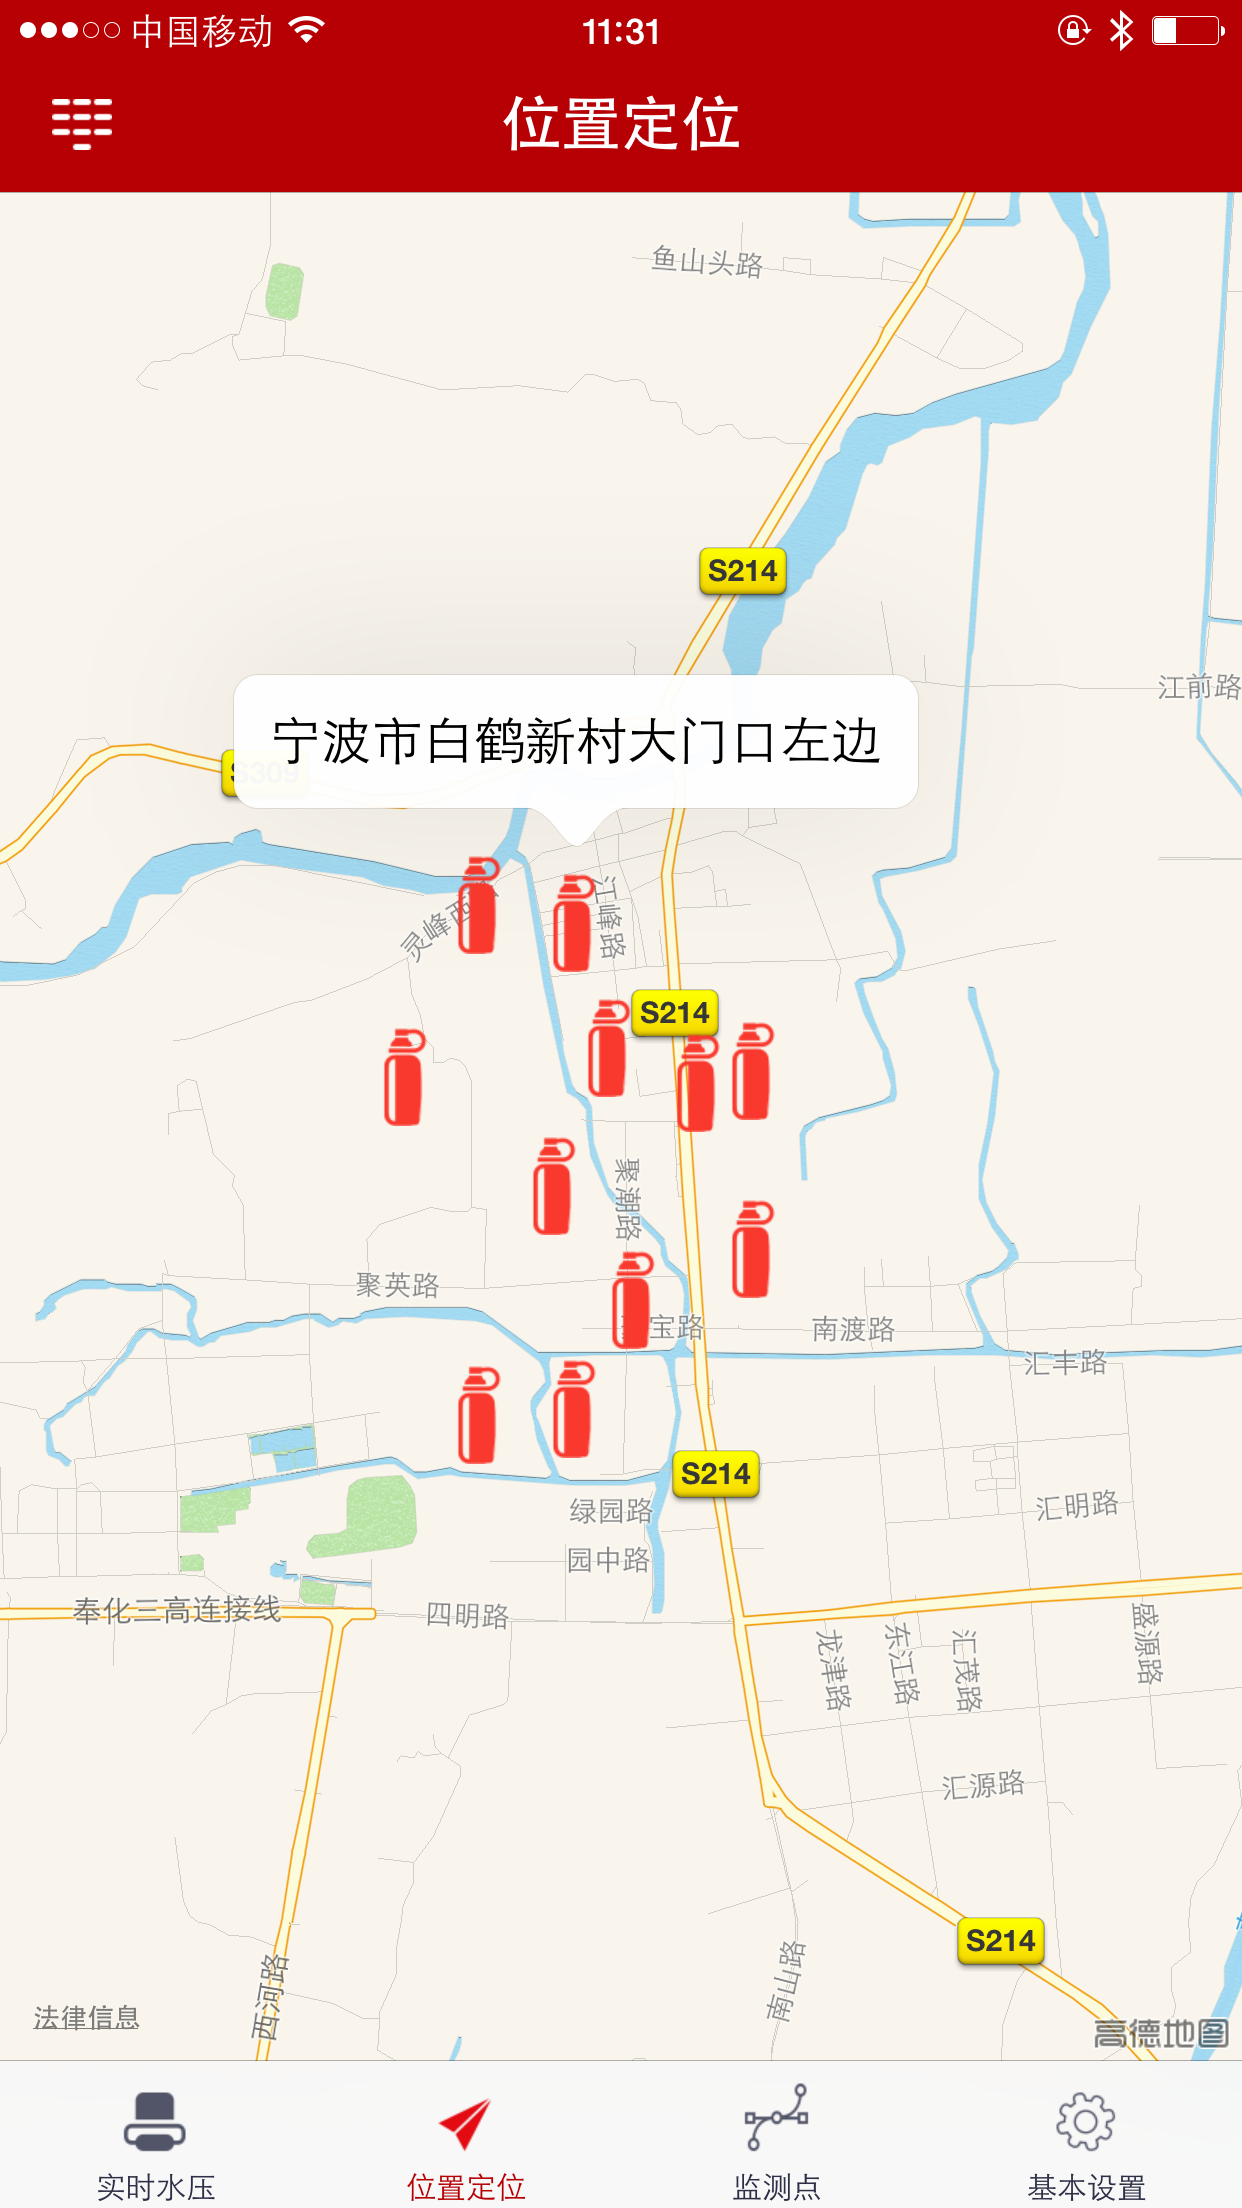 中国移动
11:31
位置定位
鱼山头路
S214
江前路
宁波市白鹤新村大门口左边
S309
灵峰西
江峰路
S214
聚潮路
聚英路
宝路
南渡路
汇丰路
S214
绿园路
汇明路
园中路
奉化三高连接线
四明路
龙津路
东江路
汇茂路
盛源路
汇源路
S214
西河路
南山路
法律信息
高德地图
实时水压
位置定位
监测点
基本设置